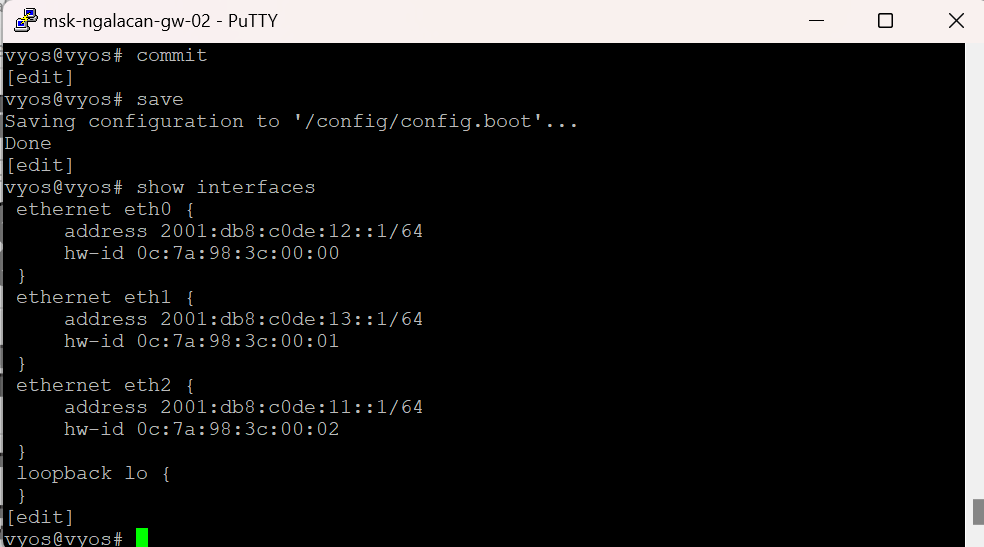 msk-ngalacan-gw-02 - PuTTY
vyos@vyos# commit
[edit]
vyos@vyos# save
Saving configuration to '/config/config.boot'...
Done
[edit]
vyos@vyos# show interfaces
 ethernet eth0 {
     address 2001:db8:c0de:12::1/64
     hw-id 0c:7a:98:3c:00:00
 }
 ethernet eth1 {
     address 2001:db8:c0de:13::1/64
     hw-id 0c:7a:98:3c:00:01
 }
 ethernet eth2 {
     address 2001:db8:c0de:11::1/64
     hw-id 0c:7a:98:3c:00:02
 }
 loopback lo {
 }
[edit]
vyos@vyos#